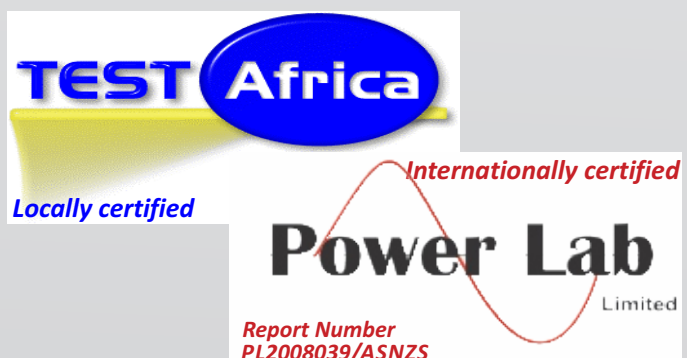 TEST Africa
Locally certified
Internationally certified
Power Lab
Limited
Report Number
PL2008039/ASNZS